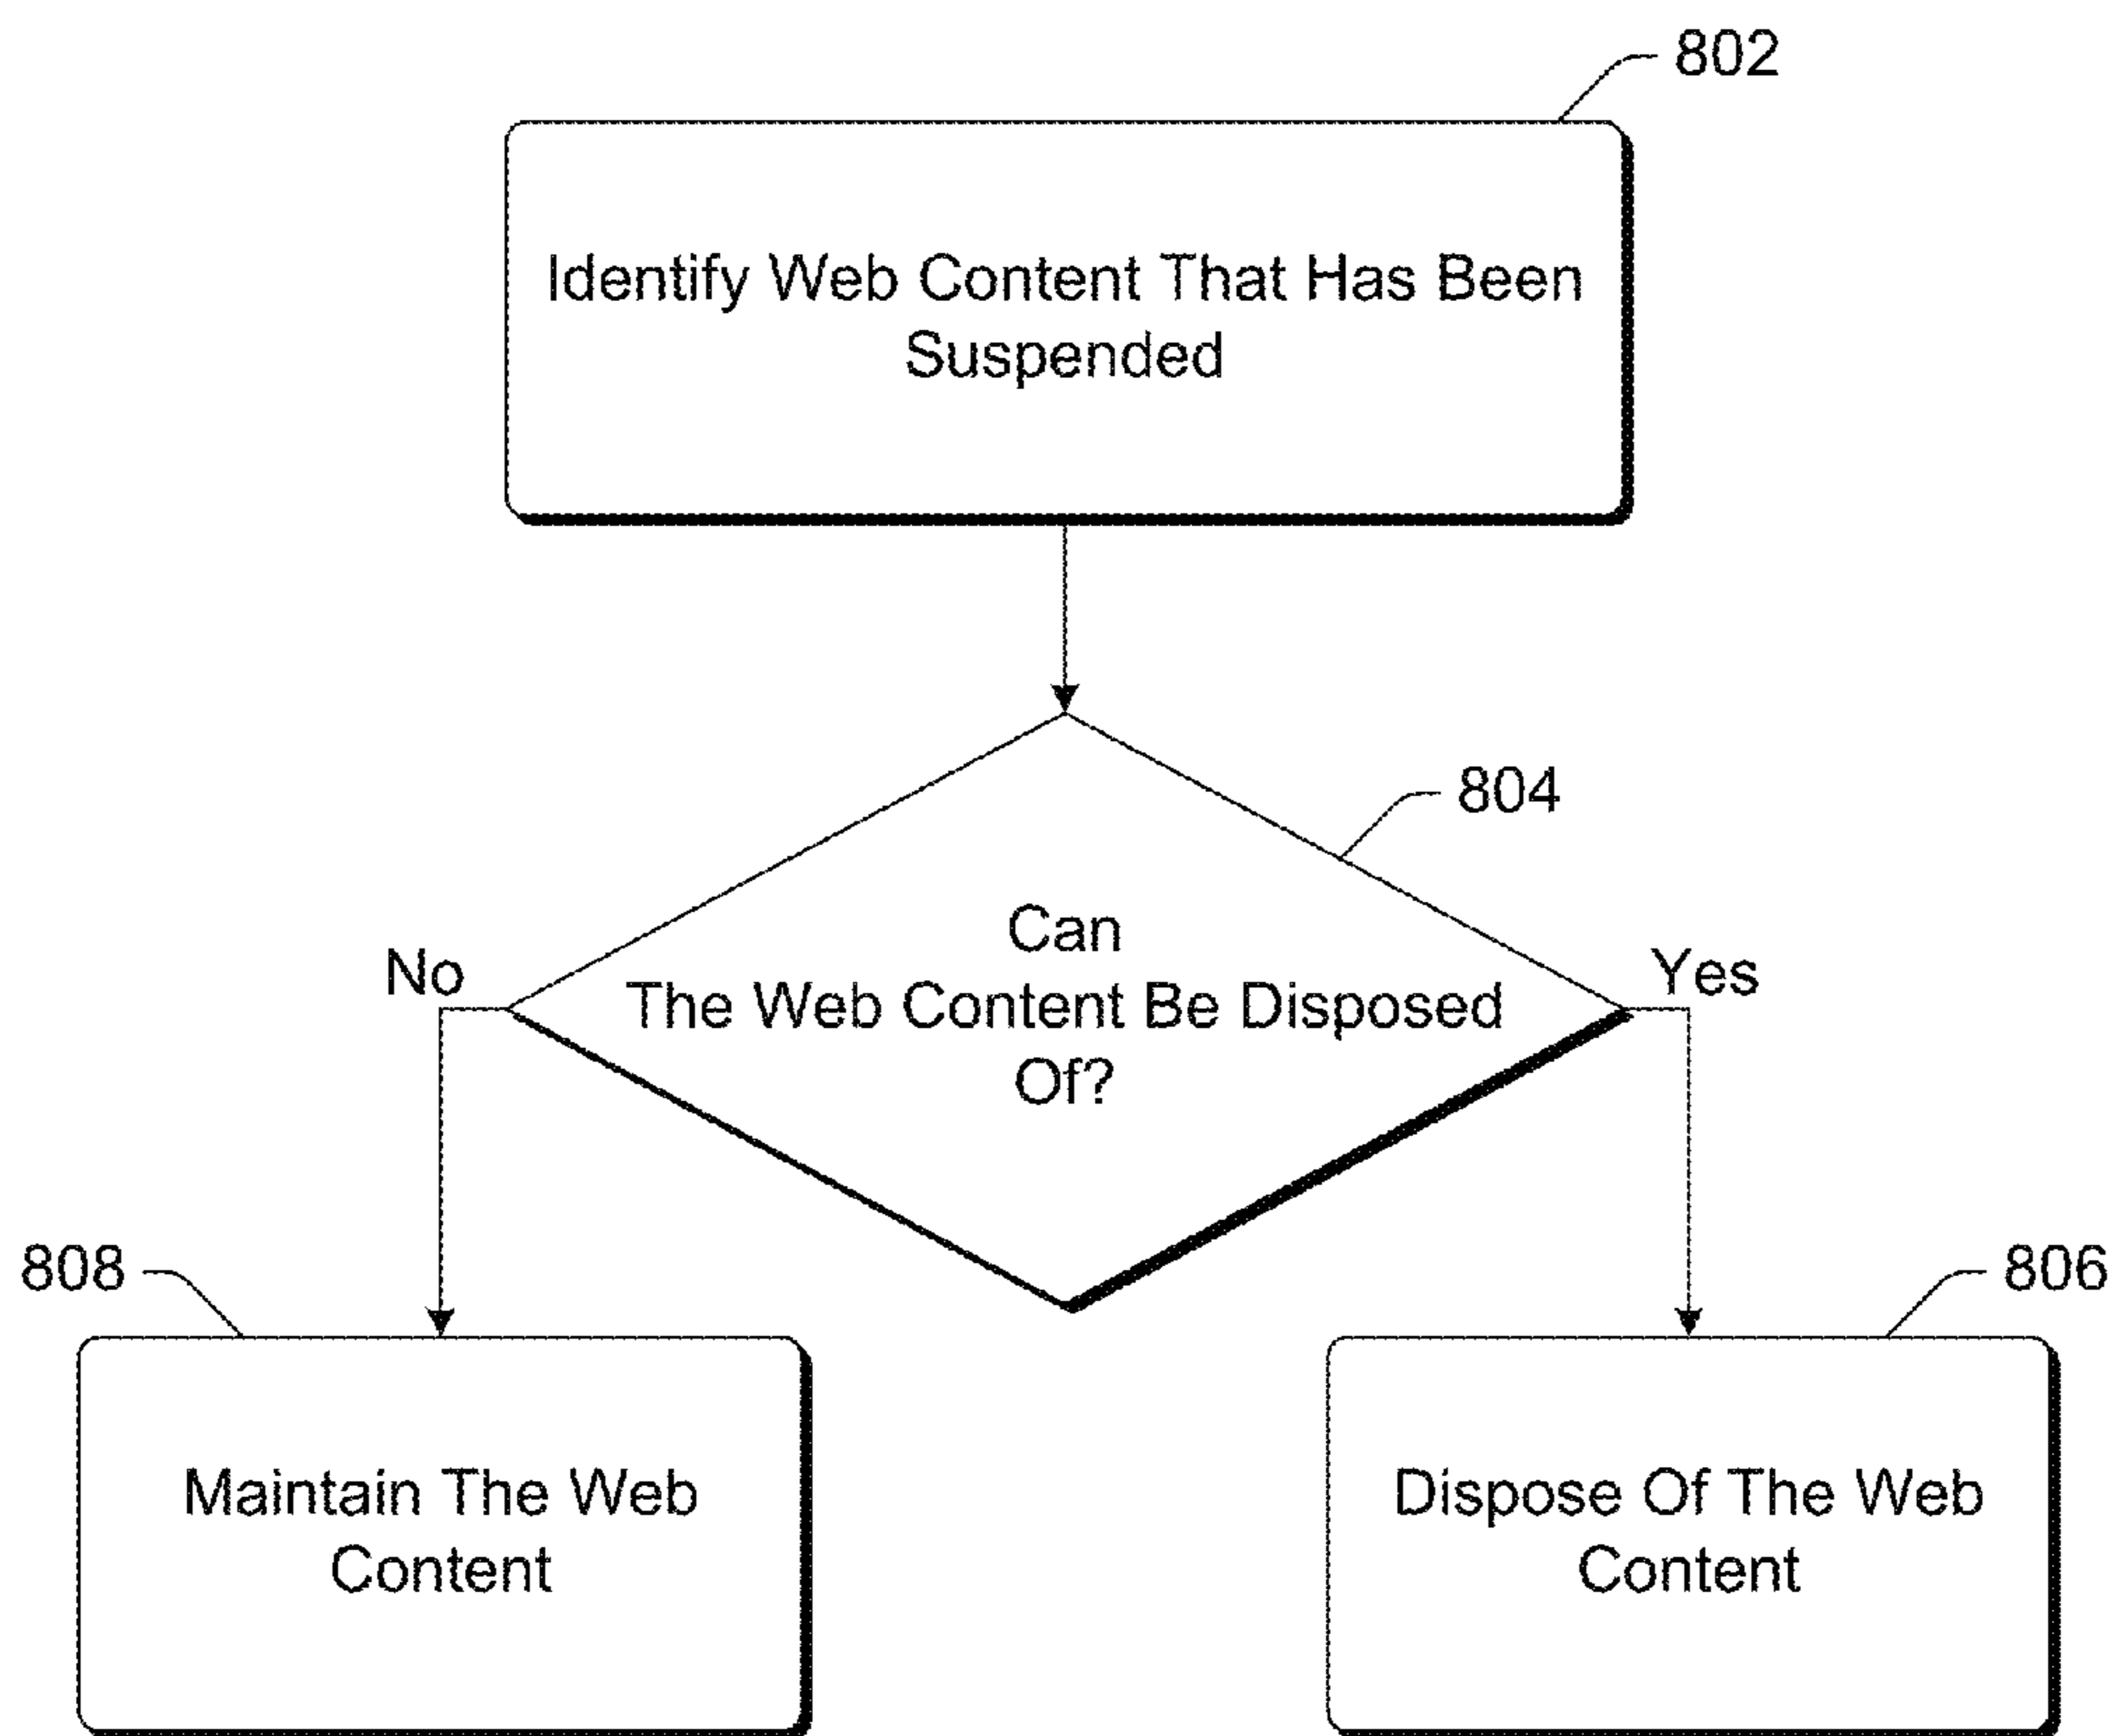 802
Identify Web Content That Has Been
Suspended
804
Can
The Web Content Be Disposed
Of?
No
Yes
808
806
Maintain The Web
Content
Dispose Of The Web
Content